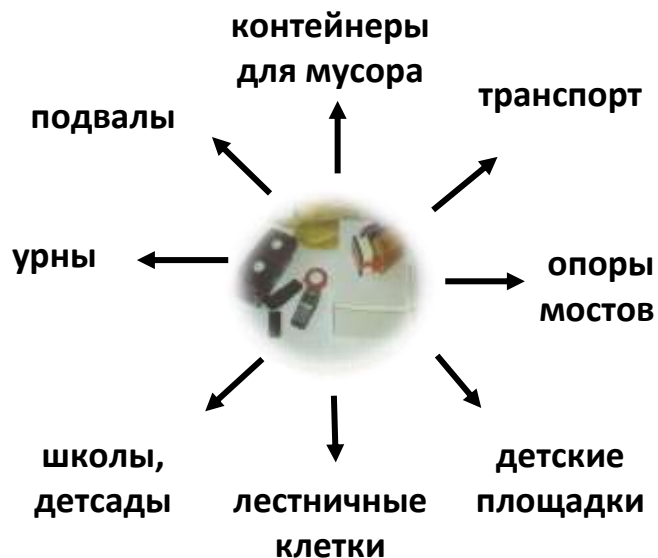 контейнеры
для мусора
транспорт
подвалы
урны
опоры
мостов
школы,
детсады
лестничные
клетки
детские
площадки